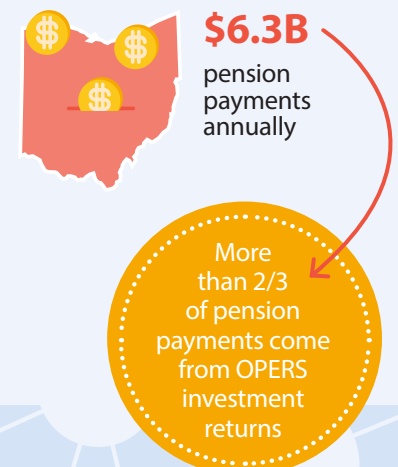 $
$
$
$6.3B
pension
payments
annually
More
than 2/3
of pension
payments come
from OPERS
investment
returns